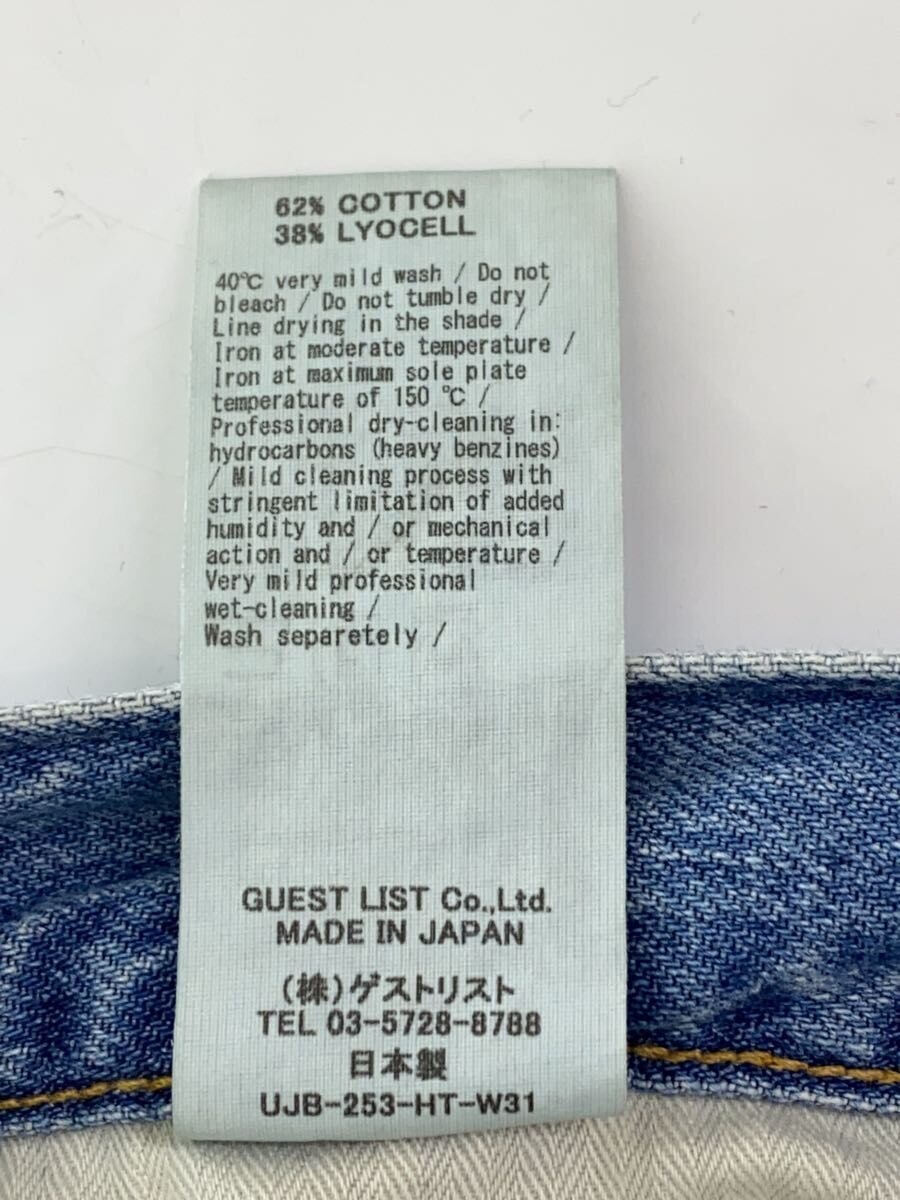 62% COTTON
38% LYOCELL
40℃ very mild wash / Do not
bleach / Do not tumble dry /
Line drying in the shade /
Iron at moderate temperature /
Iron at maximum sole plate
temperature of 150 ℃ /
Professional dry-cleaning in:
hydrocarbons (heavy benzines)
/ Mild cleaning process with
stringent limitation of added
humidity and / or mechanical
action and / or temperature /
Very mild professional
wet-cleaning /
Wash separetely /
GUEST LIST Co.,Ltd.
MADE IN JAPAN
(株)ゲストリスト
TEL 03-5728-8788
日本製
UJB-253-HT-W31